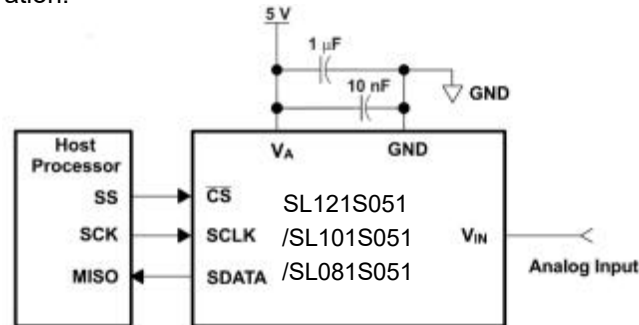 ation.
5 V
1 µF
10 nF
GND
Host
Processor
VA
GND
SS
CS
SL121S051
SCK
SCLK
/SL101S051
VIN
MISO
SDATA
/SL081S051
Analog Input